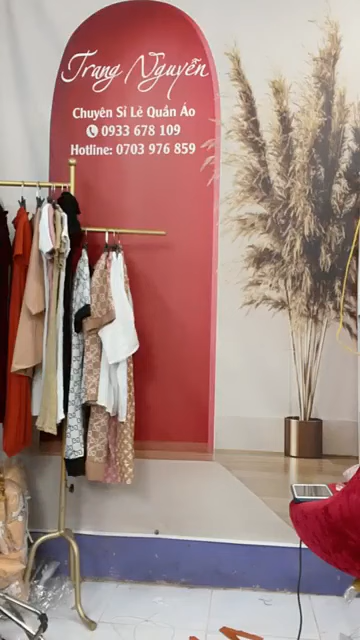 Trang Nguyễn
Chuyên Sỉ Lẻ Quần Áo
0933 678 109
Hotline: 0703 976 859